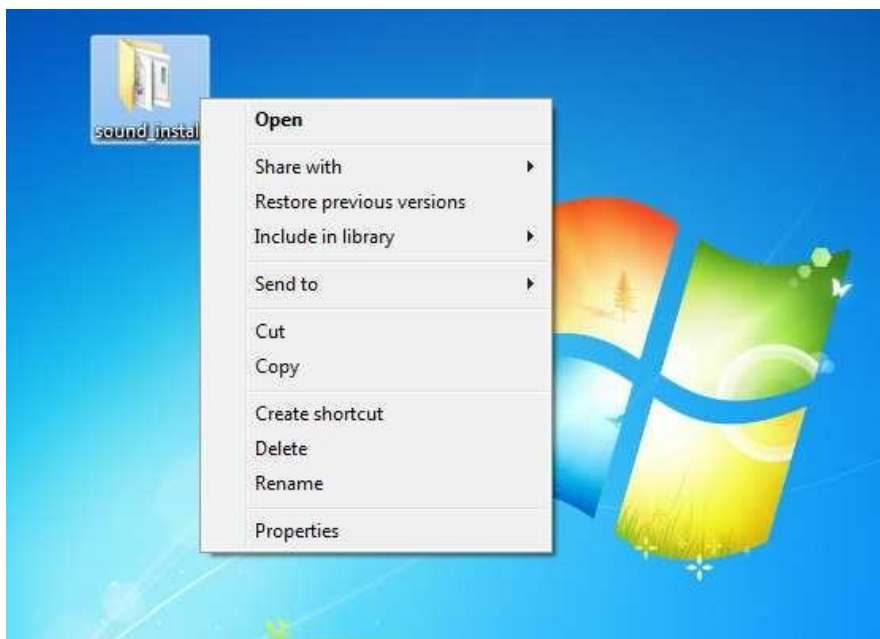 sound_instal
Open
Share with
Restore previous versions
Include in library
Send to
Cut
Copy
Create shortcut
Delete
Rename
Properties